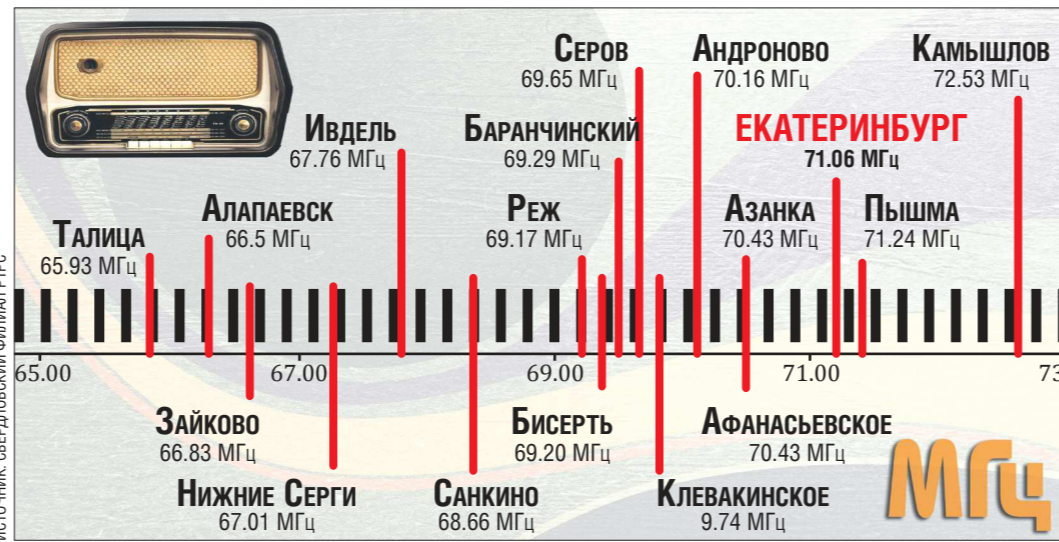 Серов
69.65 МГц
Андроново
70.16 МГц
Камышлов
72.53 МГц
Ивдель
67.76 МГц
Баранчинский
69.29 МГц
ЕКАТЕРИНБУРГ
71.06 МГц
Талица
65.93 МГц
Алапаевск
66.5 МГц
Реж
69.17 МГц
Азанка
70.43 МГц
Пышма
71.24 МГц
65.00 67.00 69.00 71.00 73
Зайково
66.83 МГц
Бисерть
69.20 МГц
Афанасьевское
70.43 МГц
Нижние Серги
67.01 МГц
Санкино
68.66 МГц
Клевакинское
9.74 МГц
МГц
СВЕРДЛОВСКИЙ ФИЛИАЛ РТРС